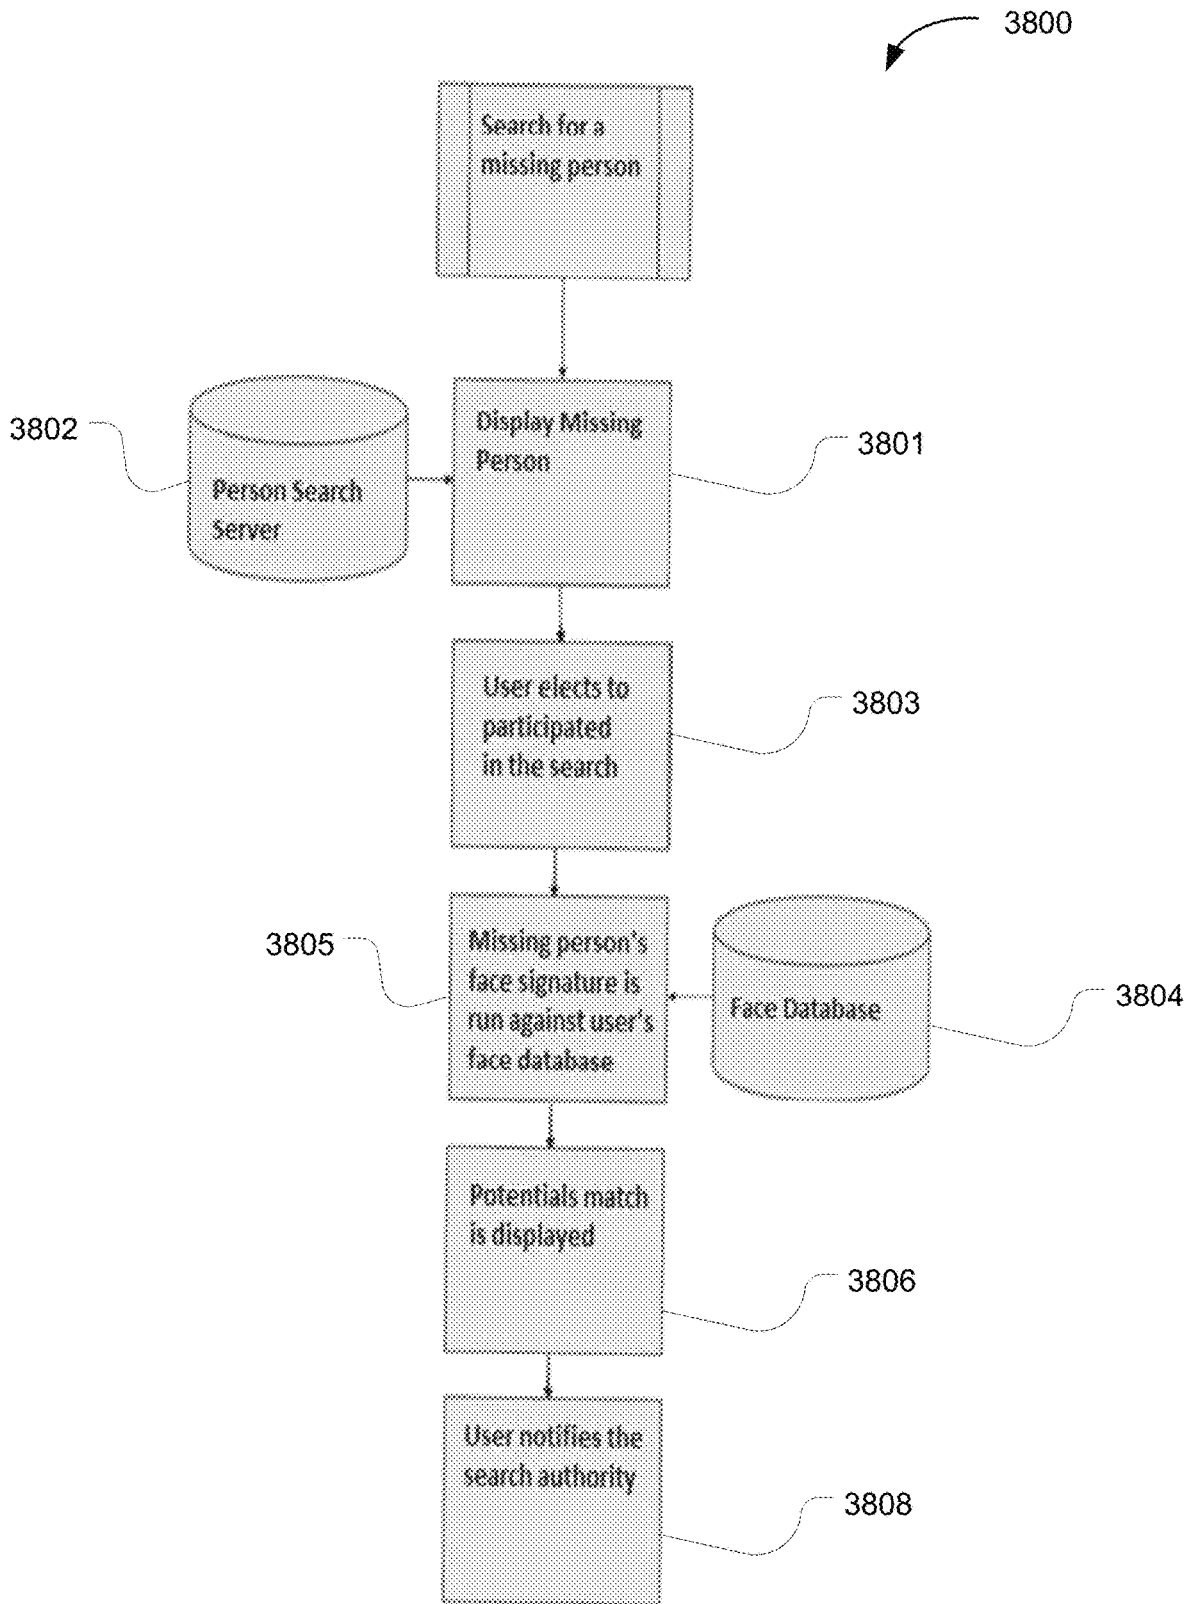 3800
Search for a
missing person
3802
Person Search
Server
Display Missing
Person
3801
User elects to
participated
in the search
3803
3805
Missing person's
face signature is
run against user's
face database
Face Database
3804
Potentials match
is displayed
3806
User notifies the
search authority
3808